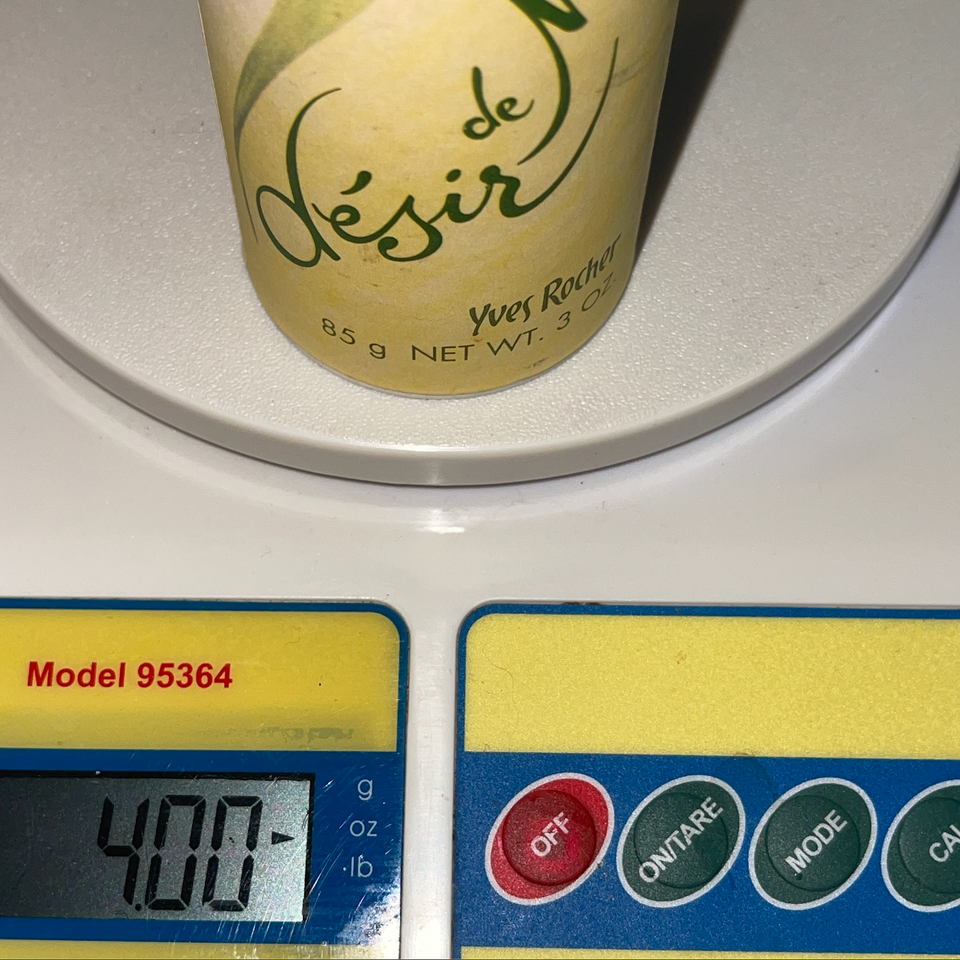 de
désir
Yves Rocher
85 g NET WT. 3 OZ.
Model 95364
g
oz
lb
4.00
OFF
ON/TARE
MODE